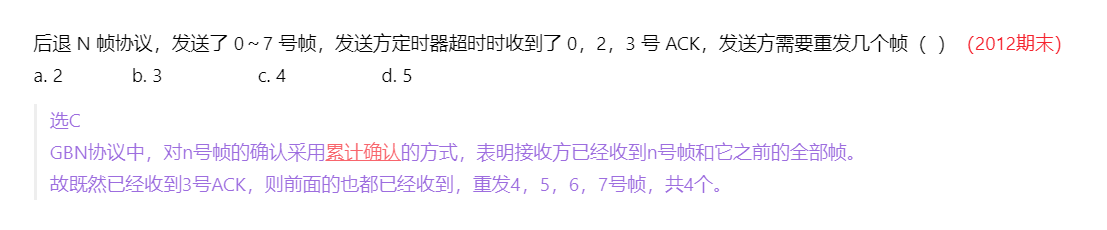 后退 N 帧协议，发送了 0 ~ 7 号帧，发送方定时器超时时收到了 0，2，3 号 ACK，发送方需要重发几个帧（ ）（2012期末）
a. 2 b. 3 c. 4 d. 5
选C
GBN协议中，对n号帧的确认采用累计确认的方式，表明接收方已经收到n号帧和它之前的全部帧。
故既然已经收到3号ACK，则前面的也都已经收到，重发4，5，6，7号帧，共4个。